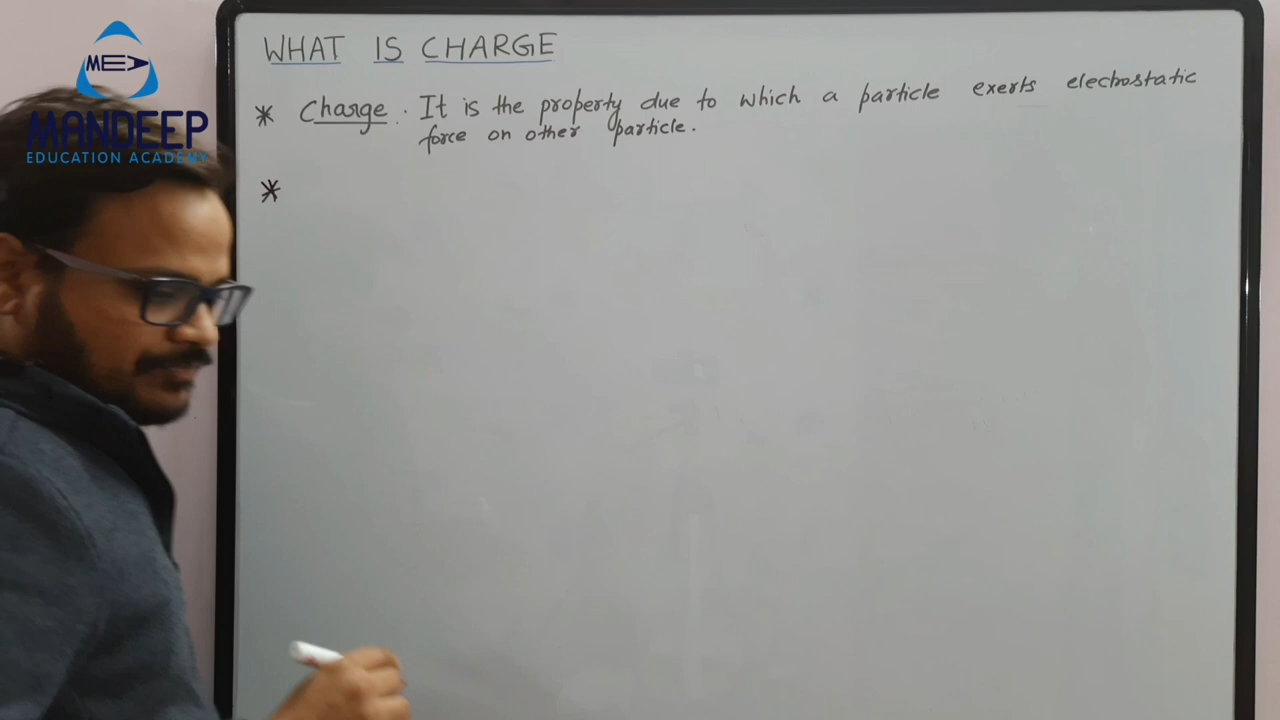 MED
MANDEEP
EDUCATION ACADEMY
WHAT IS CHARGE
* Charge : It is the property due to which a particle exerts electrostatic
force on other particle.
*